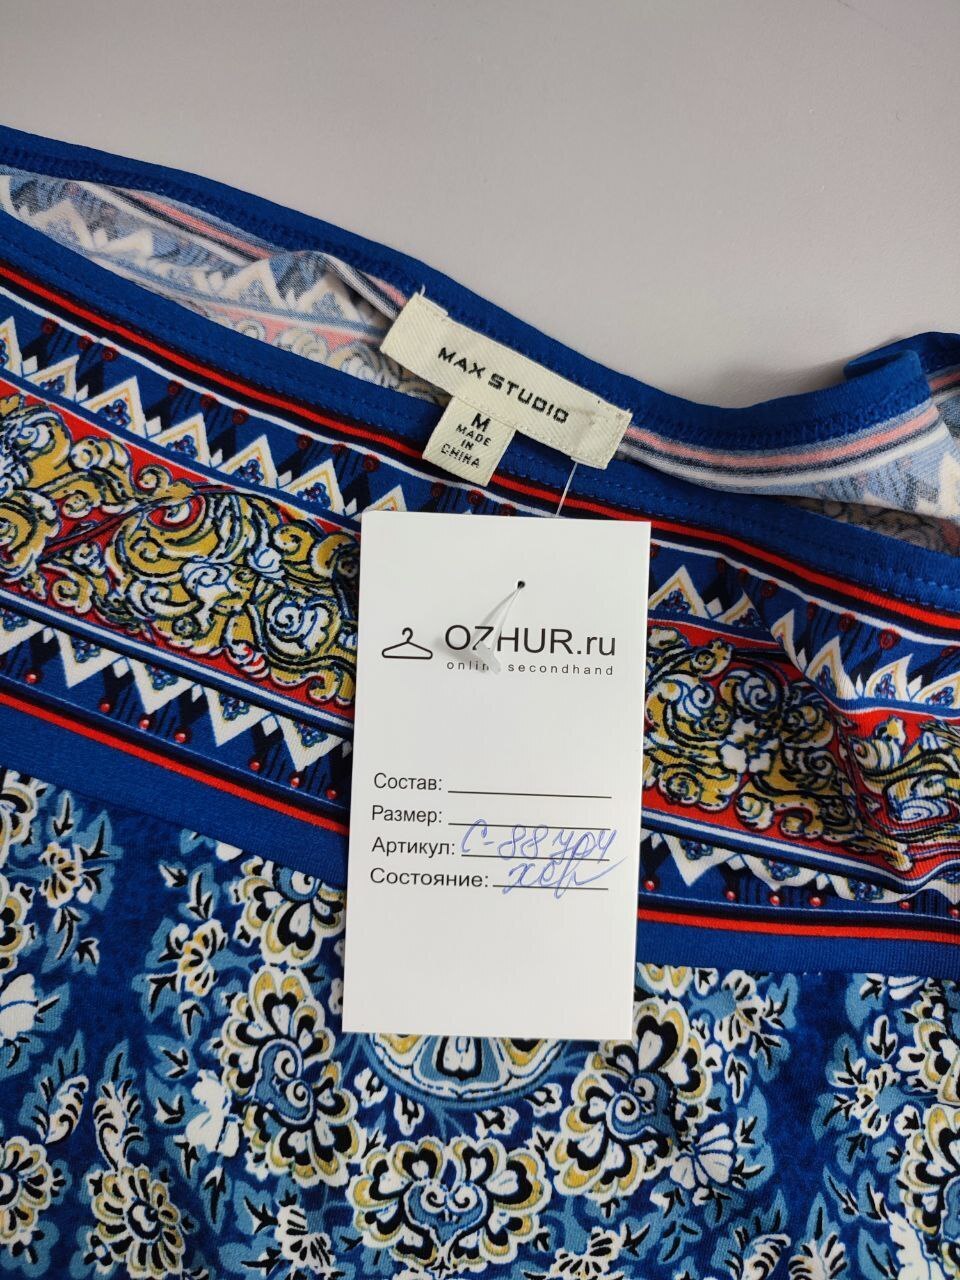 MAX STUDIO
M
MADE
IN
CHINA
OZHUR.ru
online secondhand
Состав:
Размер:
Артикул: С-88404
Состояние: хор